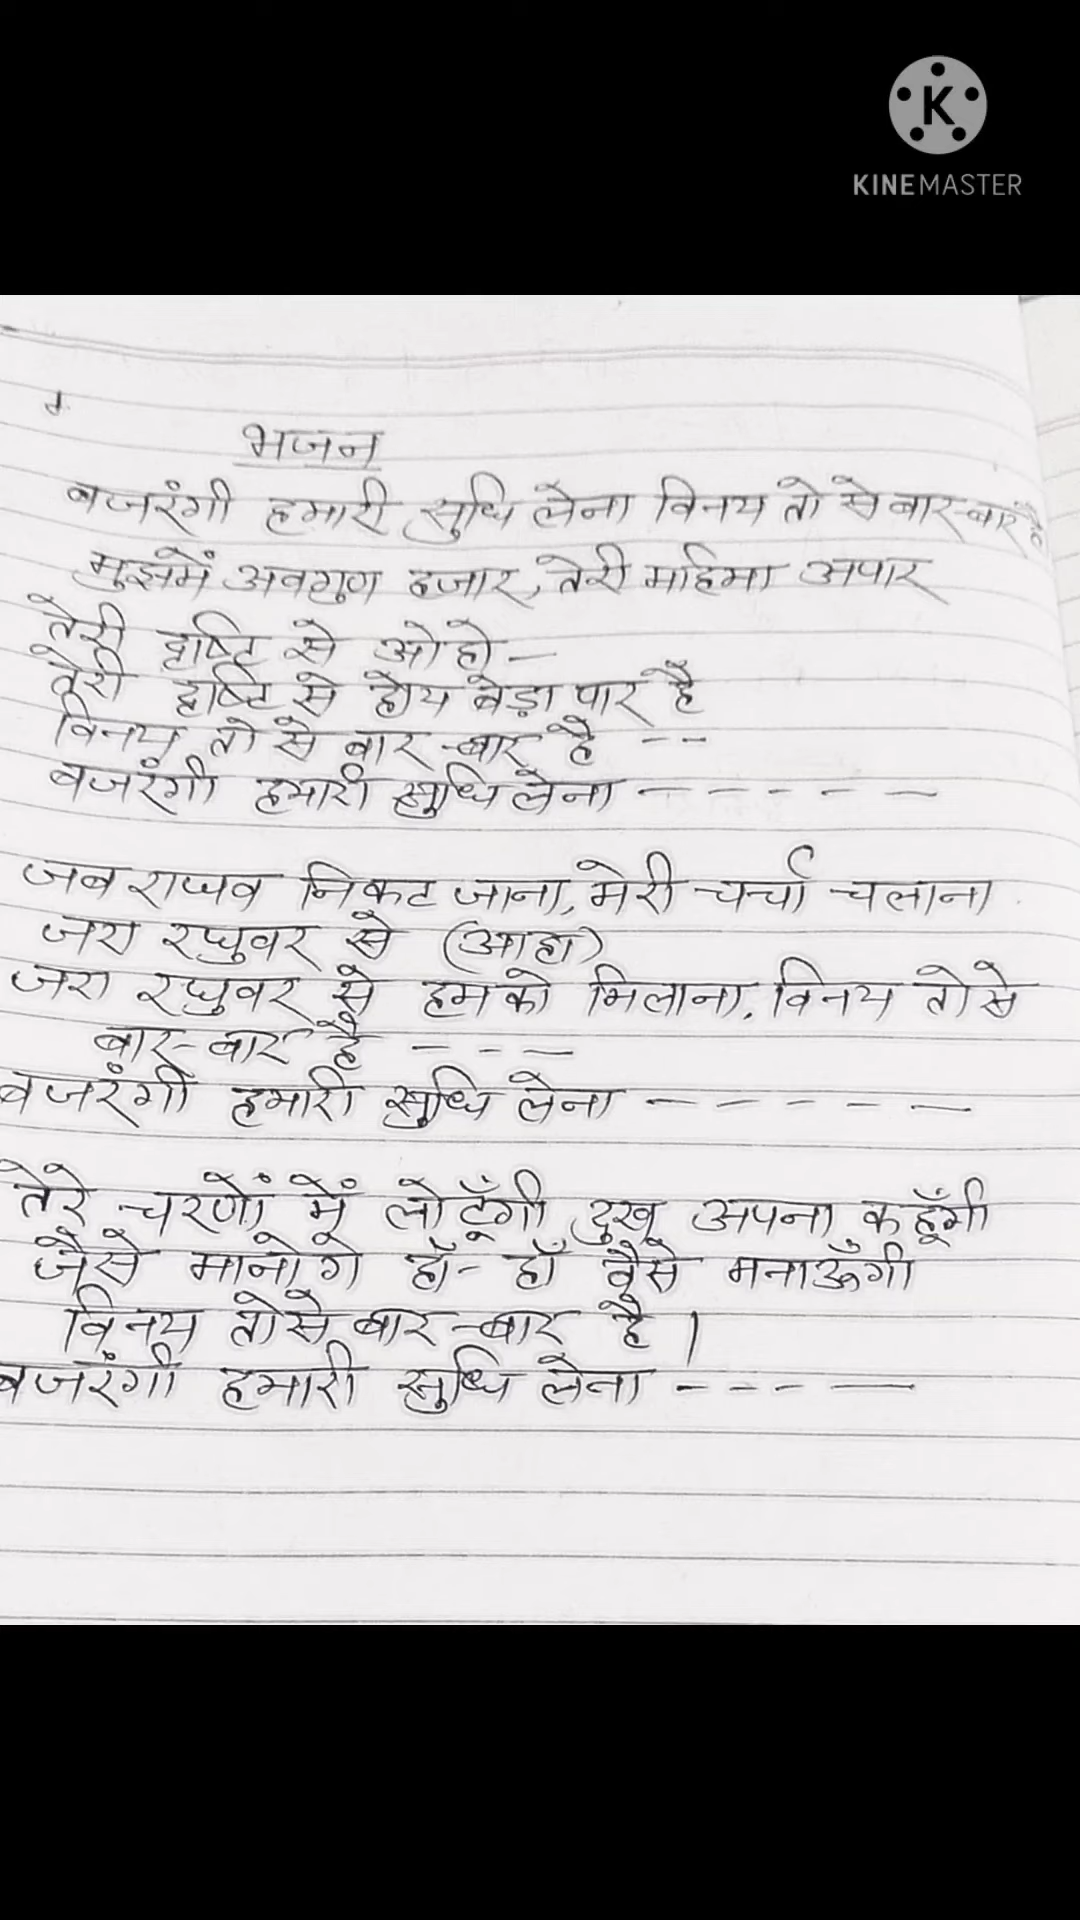 K
KINEMASTER
भजन
बजरंगी हमारी सुधि लेना विनय तो से बार-बार है
मुझमें अवगुण हजार, तेरी महिमा अपार
तेरी दृष्टि से ओ हो —
तेरी दृष्टि से होय बेड़ा पार है
विनय तो से बार-बार है --
बजरंगी हमारी सुधि लेना - - - - - -
जब राघव निकट जाना, मेरी चर्चा चलाना
जरा रघुवर से (आहा)
जरा रघुवर से हमको मिलाना, विनय तो से
बार-बार है - - -
बजरंगी हमारी सुधि लेना - - - - - -
तेरे चरणों में लोटूँगी, दुख अपना कहूँगी
जैसे मानोगे हाँ-हाँ वैसे मनाऊँगी
विनय तोसे बार-बार है।
बजरंगी हमारी सुधि लेना - - - - —